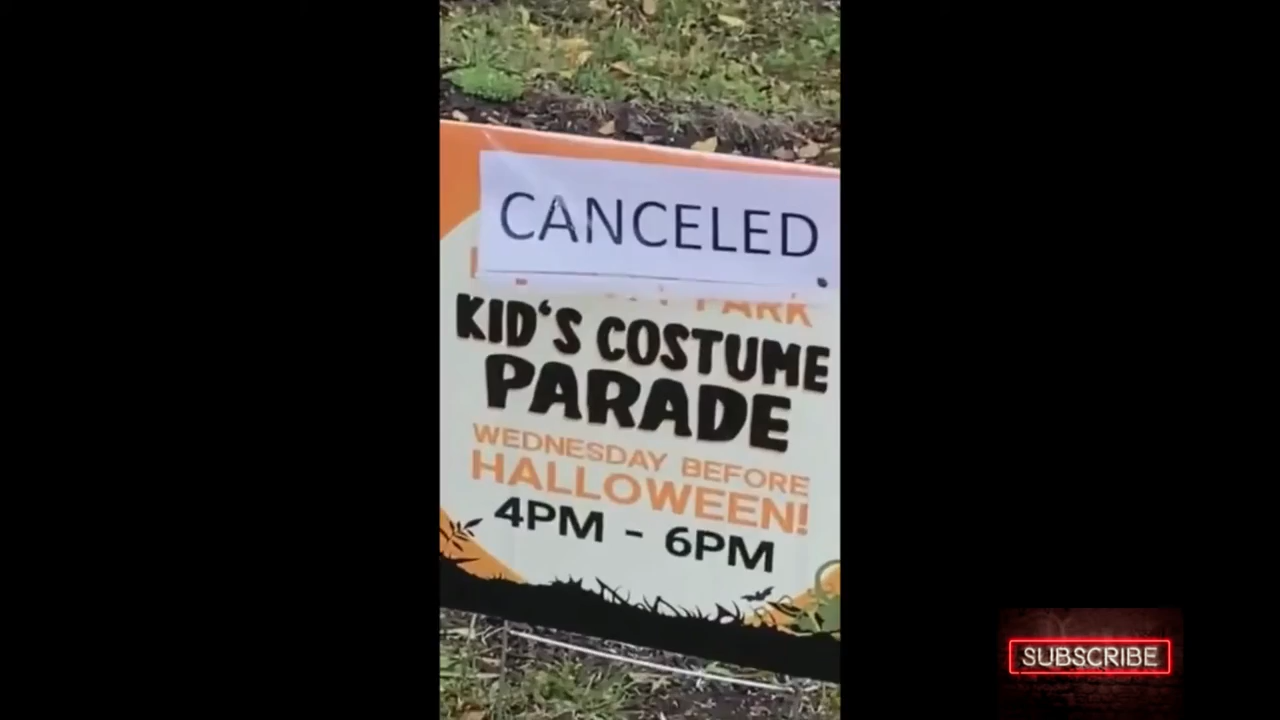 CANCELED
PARK
KID'S COSTUME
PARADE
WEDNESDAY BEFORE
HALLOWEEN!
4PM - 6PM
SUBSCRIBE